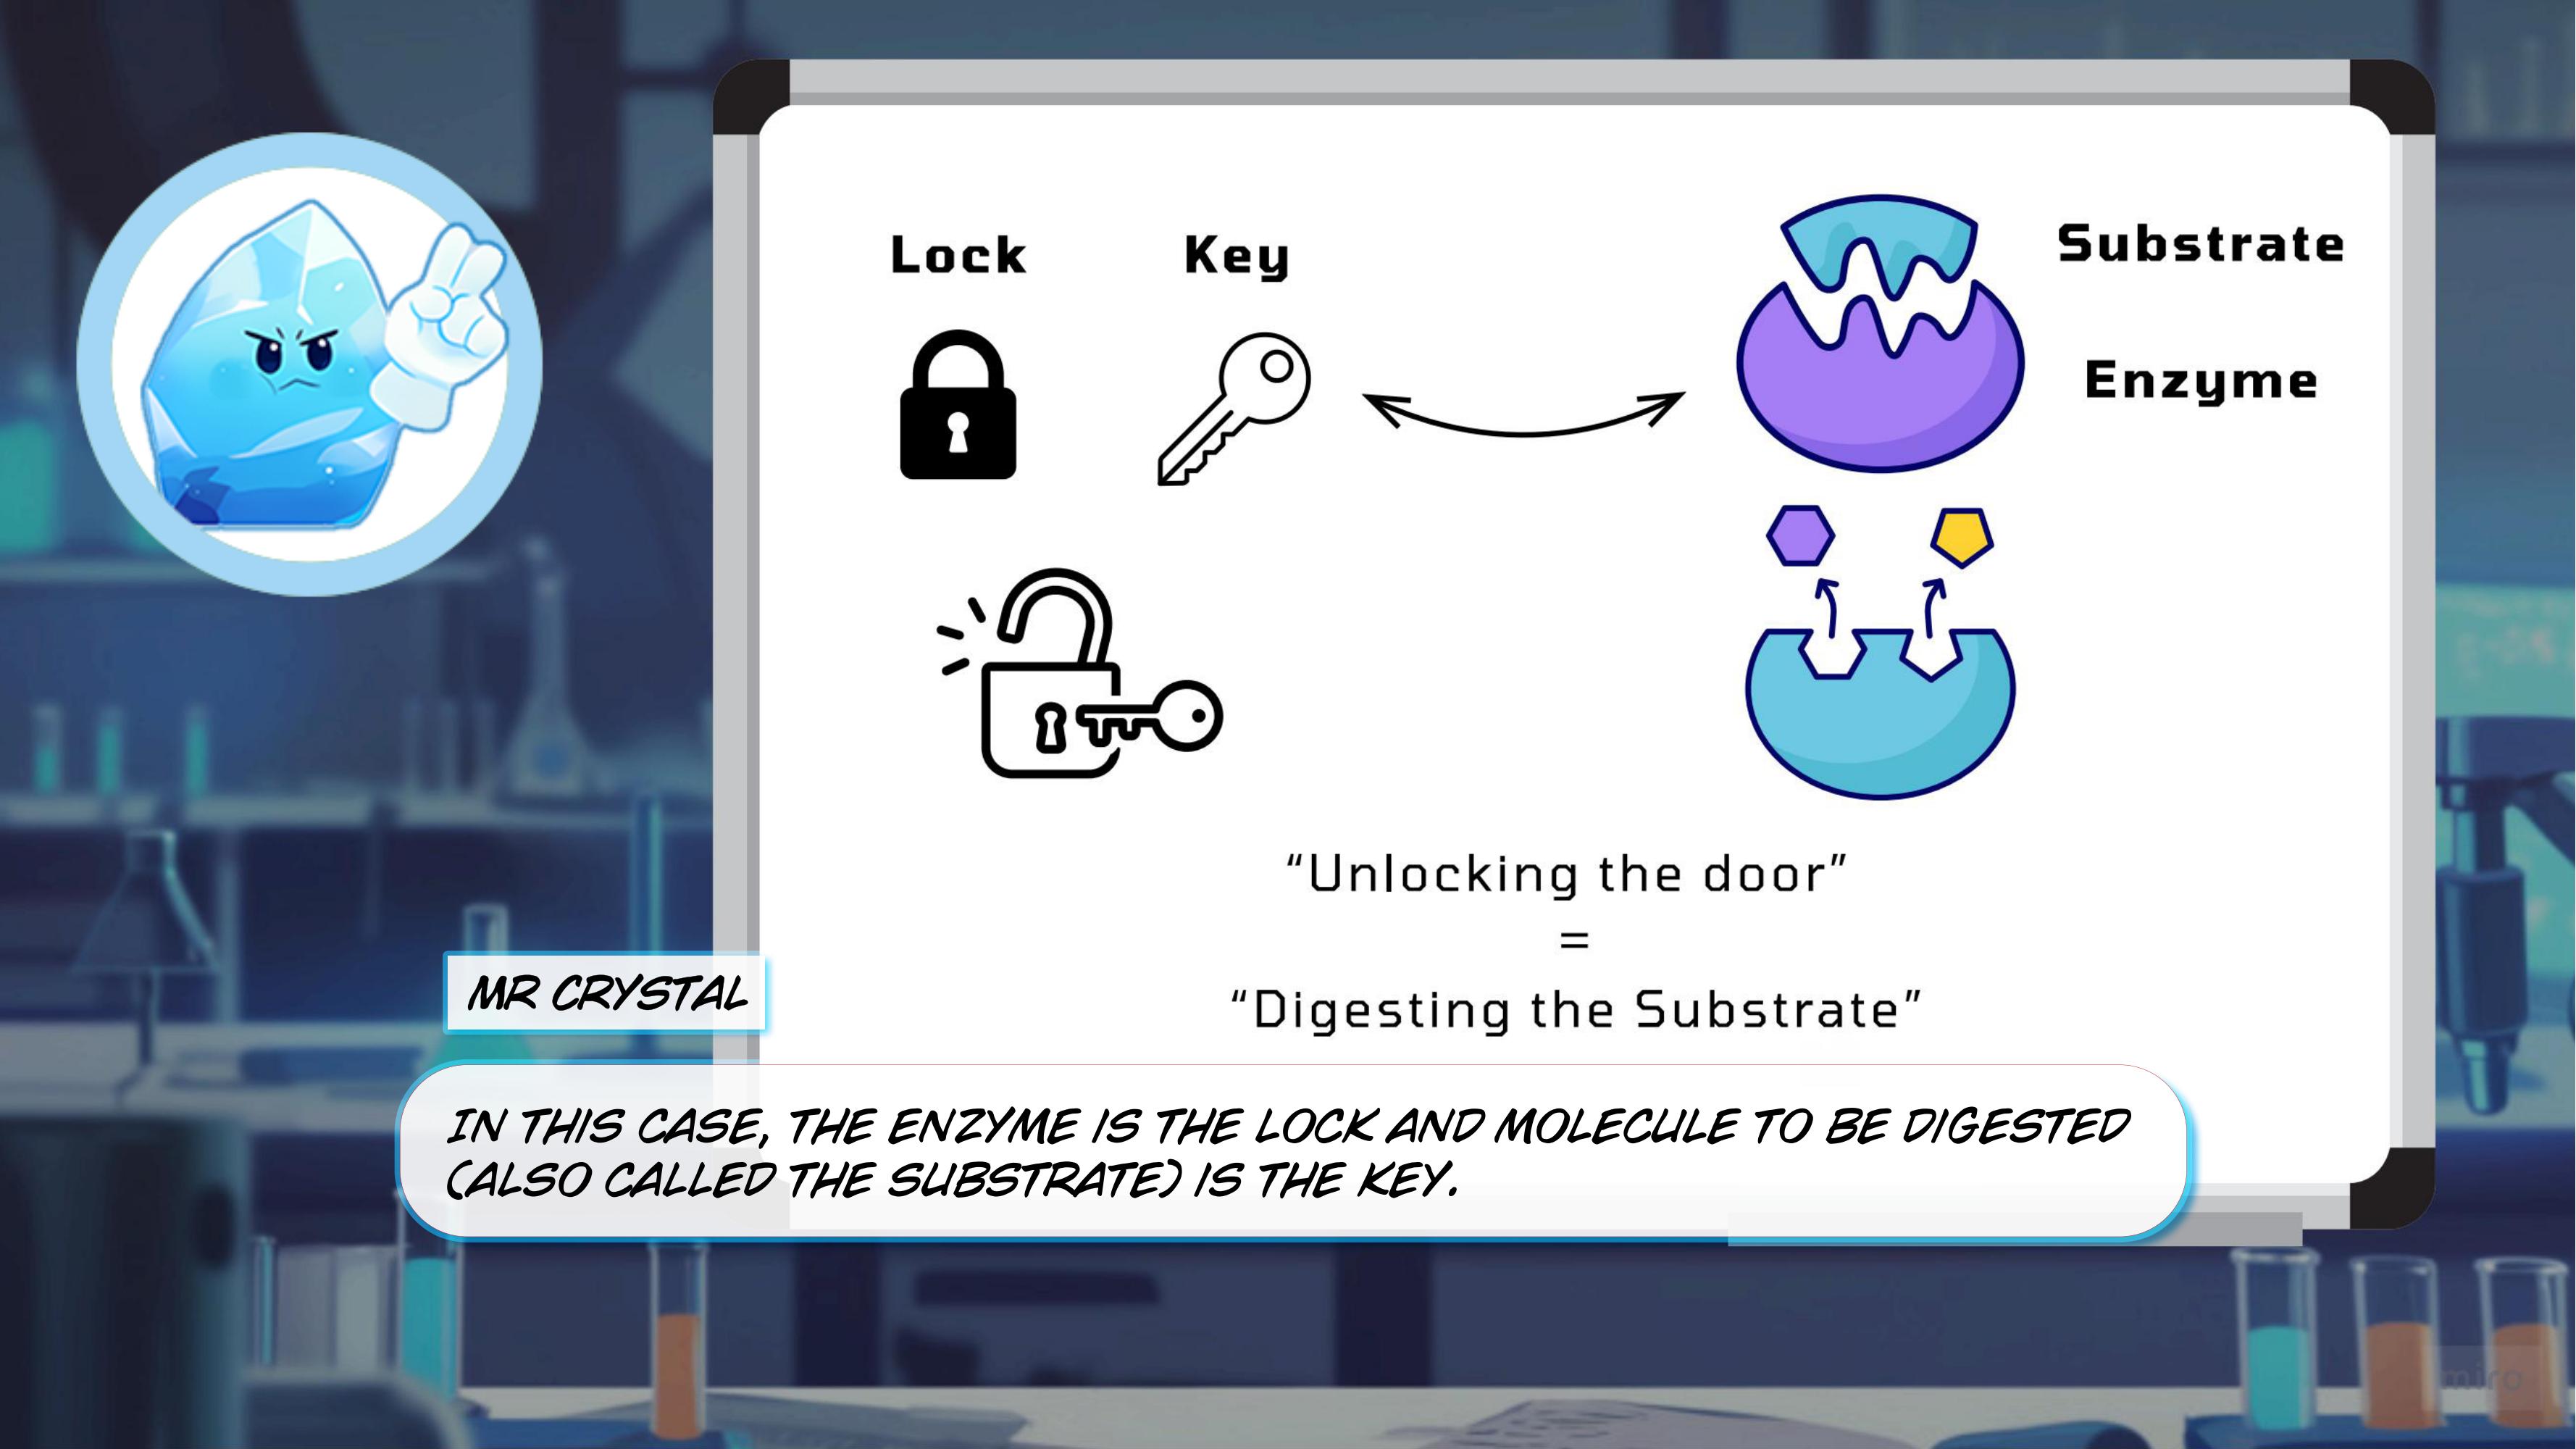 Lock
Key
Substrate
Enzyme
“Unlocking the door”
=
“Digesting the Substrate”
MR CRYSTAL
IN THIS CASE, THE ENZYME IS THE LOCK AND MOLECULE TO BE DIGESTED
(ALSO CALLED THE SUBSTRATE) IS THE KEY.
miro